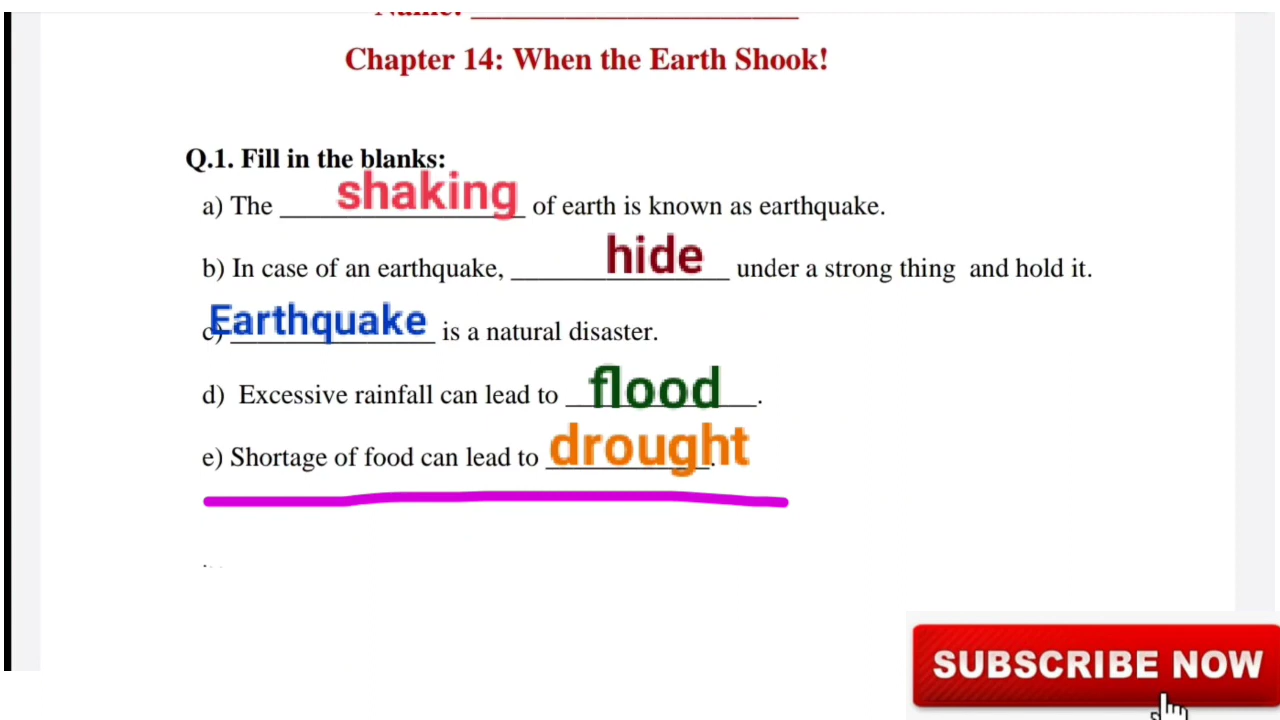 Name: ____________________
Chapter 14: When the Earth Shook!
Q.1. Fill in the blanks:
a) The shaking of earth is known as earthquake.
b) In case of an earthquake, hide under a strong thing and hold it.
c) Earthquake is a natural disaster.
d) Excessive rainfall can lead to flood.
e) Shortage of food can lead to drought.
SUBSCRIBE NOW